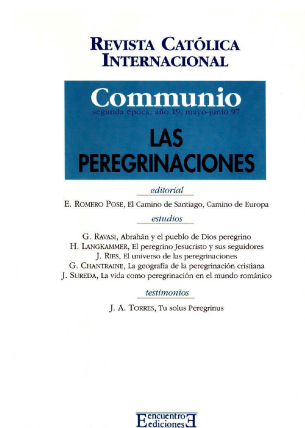 REVISTA CATÓLICA
INTERNACIONAL
Communio
segunda época, año 19, mayo-junio 97
LAS
PEREGRINACIONES
editorial
E. ROMERO POSE, El Camino de Santiago, Camino de Europa
estudios
G. RAVASI, Abrahán y el pueblo de Dios peregrino
H. LANGKAMMER, El peregrino Jesucristo y sus seguidores
J. RIES, El universo de las peregrinaciones
G. CHANTRAINE, La geografía de la peregrinación cristiana
J. SUREDA, La vida como peregrinación en el mundo románico
testimonios
J. A. TORRES, Tu solus Peregrinus
encuentro
ediciones